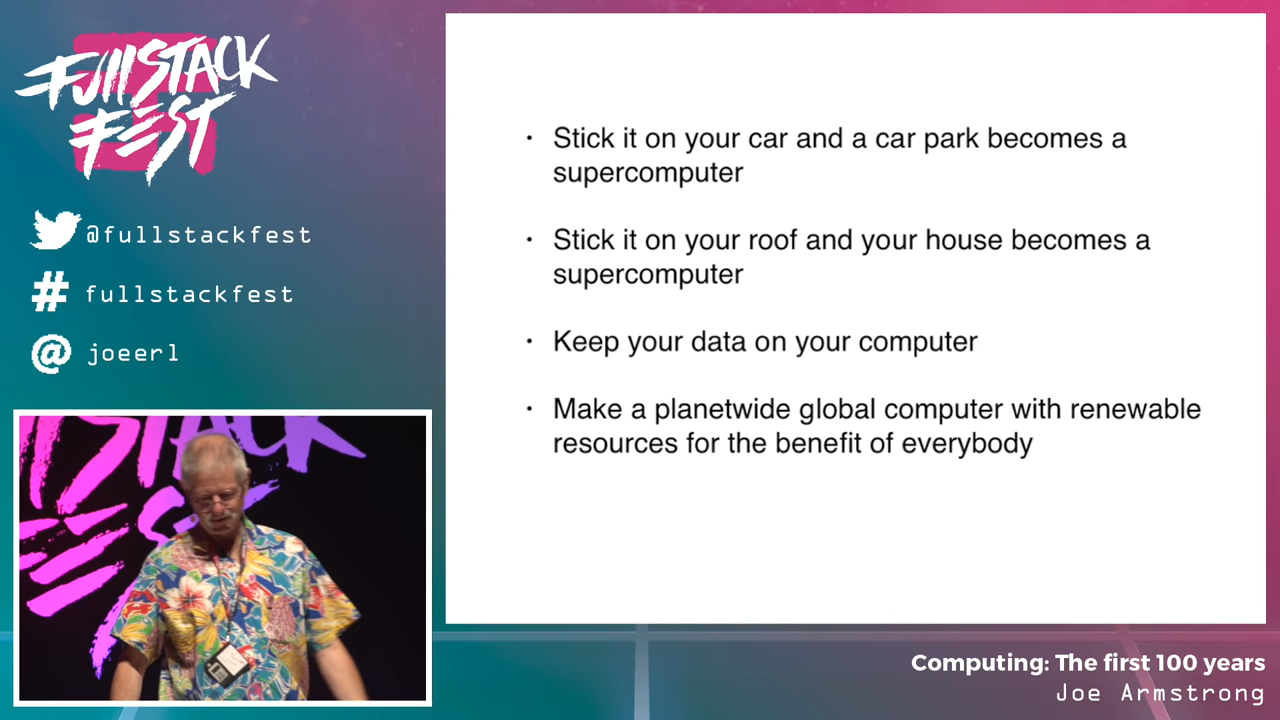 FullSTACK
FEST
@fullstackfest
# fullstackfest
@ joeerl
• Stick it on your car and a car park becomes a
supercomputer
• Stick it on your roof and your house becomes a
supercomputer
• Keep your data on your computer
• Make a planetwide global computer with renewable
resources for the benefit of everybody
Computing: The first 100 years
Joe Armstrong